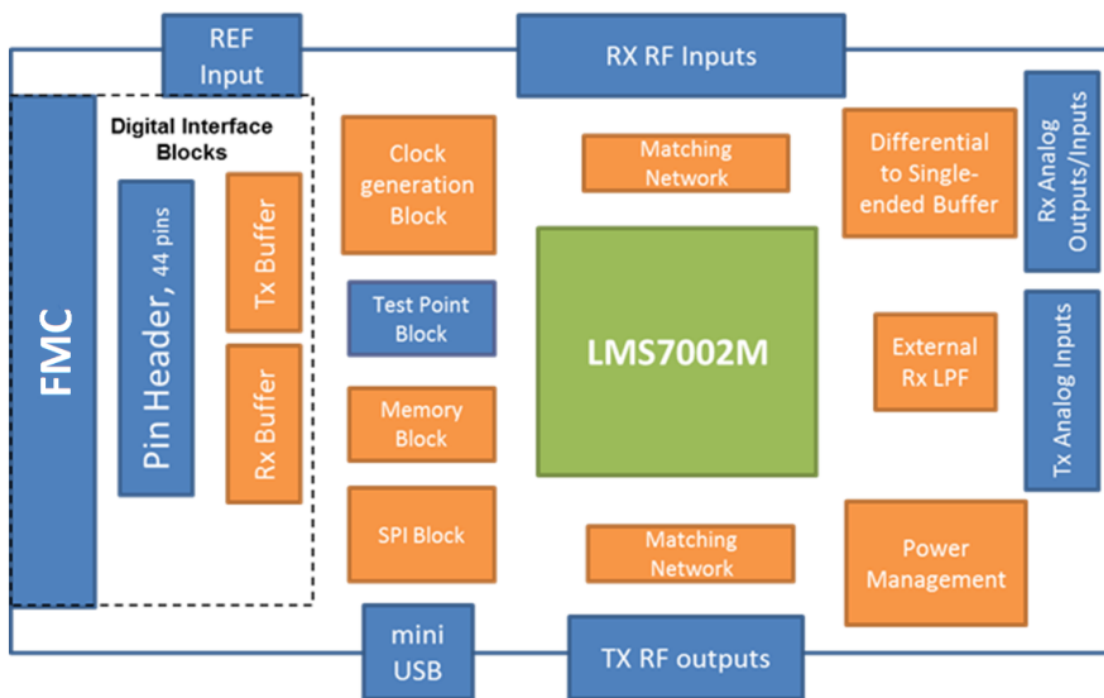 REF
Input
RX RF Inputs
Digital Interface
Blocks
FMC
Pin Header, 44 pins
Tx Buffer
Rx Buffer
Clock
generation
Block
Test Point
Block
Memory
Block
SPI Block
Matching
Network
LMS7002M
Matching
Network
Differential
to Single-
ended Buffer
External
Rx LPF
Power
Management
Rx Analog
Outputs/Inputs
Tx Analog Inputs
mini
USB
TX RF outputs